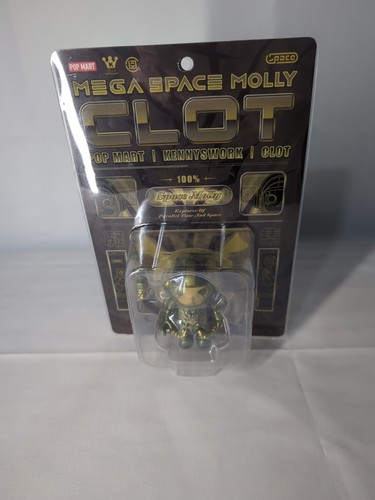 POP MART
Space
MEGA SPACE MOLLY
CLOT
POP MART | KENNYSWORK | CLOT
100%
Space Molly
Explorer Of
Parallel Time And Space